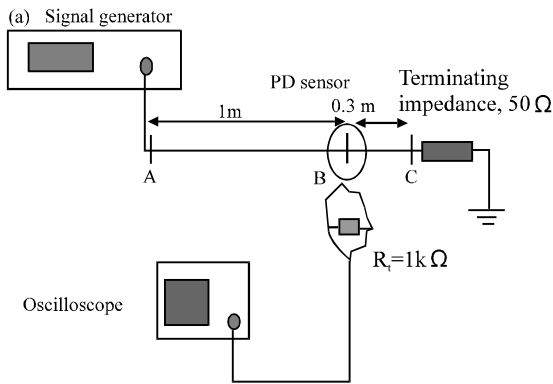 (a) Signal generator
PD sensor
Terminating
impedance, 50 Ω
1m
0.3 m
A
B
C
Rₜ=1k Ω
Oscilloscope